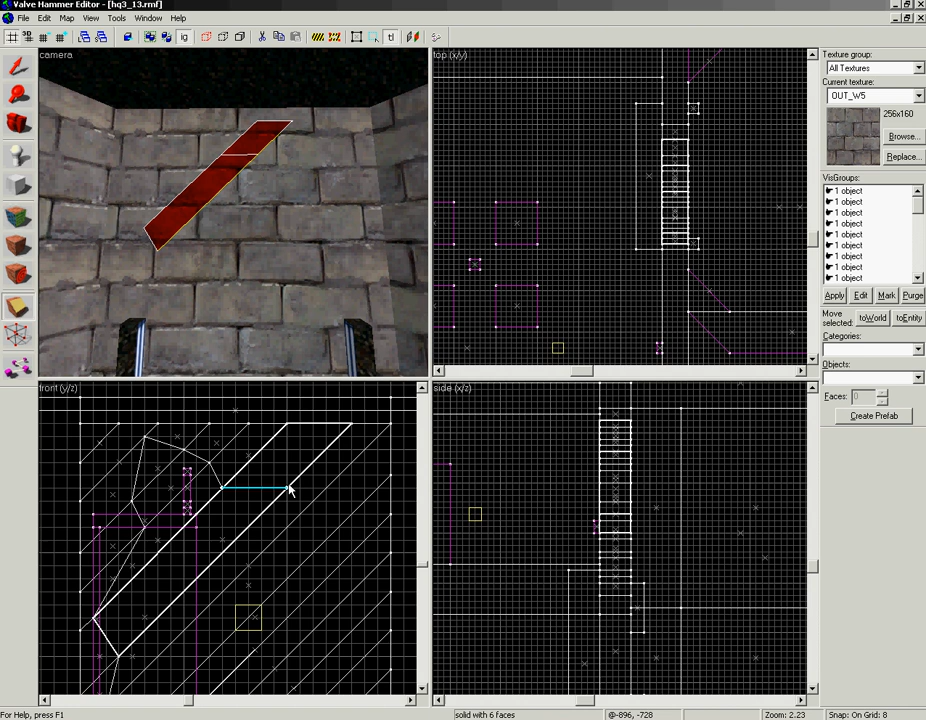 Valve Hammer Editor - [hq3_13.rmf]
File Edit Map View Tools Window Help
ig tl
camera
top (x/y)
front (y/z)
side (x/z)
Texture group:
All Textures
Current texture:
OUT_W5
256x160
Browse...
Replace...
VisGroups:
1 object
1 object
1 object
1 object
1 object
1 object
1 object
1 object
1 object
Apply Edit Mark Purge
Move selected:
toWorld toEntity
Categories:
Objects:
Faces: 0
Create Prefab
For Help, press F1
solid with 6 faces
@-896, -728
Zoom: 2.23
Snap: On Grid: 8